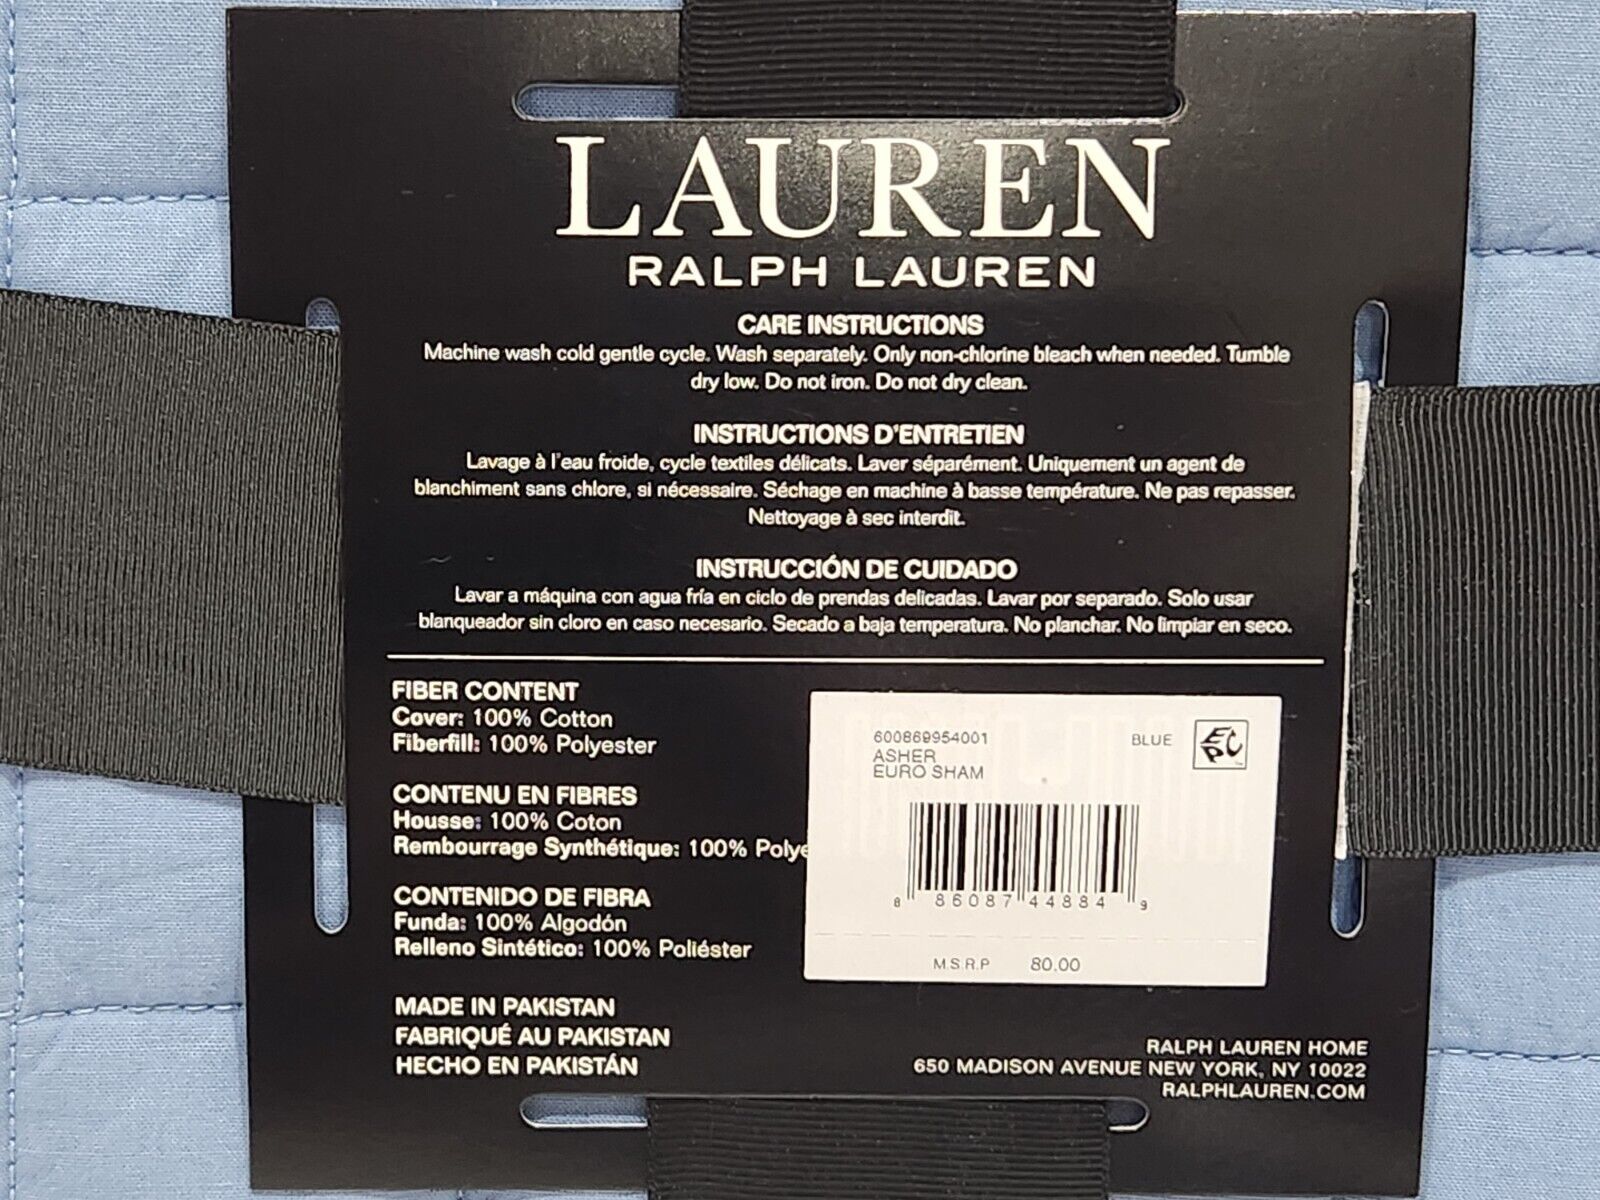 LAUREN
RALPH LAUREN
CARE INSTRUCTIONS
Machine wash cold gentle cycle. Wash separately. Only non-chlorine bleach when needed. Tumble
dry low. Do not iron. Do not dry clean.
INSTRUCTIONS D'ENTRETIEN
Lavage à l'eau froide, cycle textiles délicats. Laver séparément. Uniquement un agent de
blanchiment sans chlore, si nécessaire. Séchage en machine à basse température. Ne pas repasser.
Nettoyage à sec interdit.
INSTRUCCIÓN DE CUIDADO
Lavar a máquina con agua fría en ciclo de prendas delicadas. Lavar por separado. Solo usar
blanqueador sin cloro en caso necesario. Secado a baja temperatura. No planchar. No limpiar en seco.
FIBER CONTENT
Cover: 100% Cotton
Fiberfill: 100% Polyester
CONTENU EN FIBRES
Housse: 100% Coton
Rembourrage Synthétique: 100% Polye
CONTENIDO DE FIBRA
Funda: 100% Algodón
Relleno Sintético: 100% Poliéster
MADE IN PAKISTAN
FABRIQUÉ AU PAKISTAN
HECHO EN PAKISTÁN
600869954001 BLUE EPC
ASHER
EURO SHAM
8 86087 44884 9
M.S.R.P 80.00
RALPH LAUREN HOME
650 MADISON AVENUE NEW YORK, NY 10022
RALPHLAUREN.COM